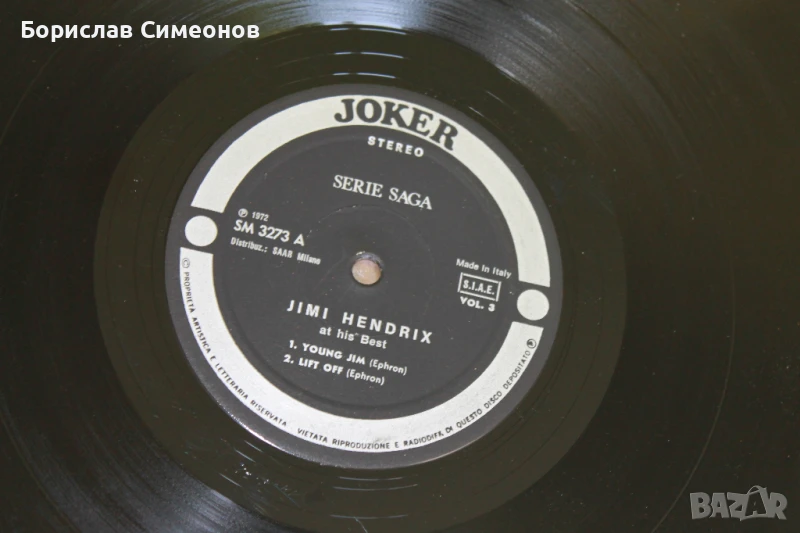 Борислав Симеонов
JOKER
STEREO
SERIE SAGA
℗ 1972
SM 3273 A
Distribuz.: SAAR Milano
Made in Italy
S.I.A.E.
VOL. 3
JIMI HENDRIX
at his Best
1. YOUNG JIM (Ephron)
2. LIFT OFF (Ephron)
© PROPRIETÀ ARTISTICA E LETTERARIA RISERVATA VIETATA RIPRODUZIONE E RADIODIFF. DI QUESTO DISCO DEPOSITATO ®
BAZAR